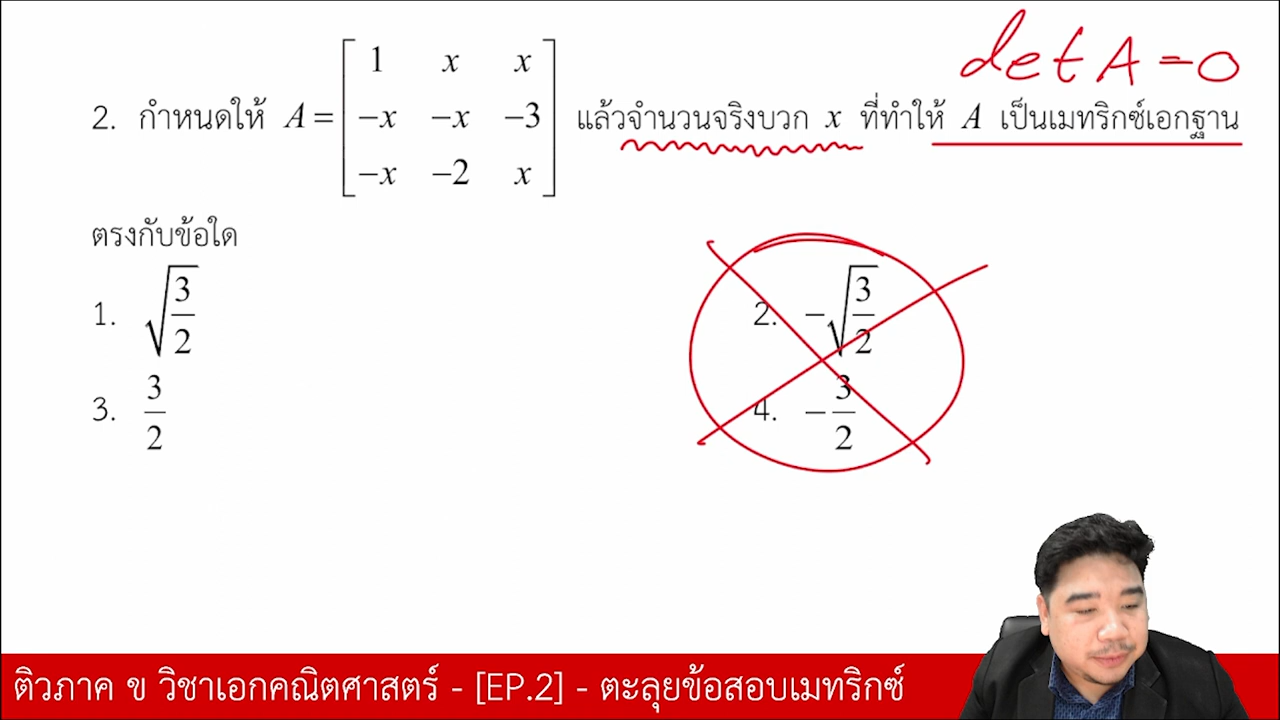 det A = 0
2. กำหนดให้ A = [1 x x
-x -x -3
-x -2 x] แล้วจำนวนจริงบวก x ที่ทำให้ A เป็นเมทริกซ์เอกฐาน
ตรงกับข้อใด
1. √(3/2) 2. -√(3/2)
3. 3/2 4. -3/2
ติวภาค ข วิชาเอกคณิตศาสตร์ - [EP.2] - ตะลุยข้อสอบเมทริกซ์